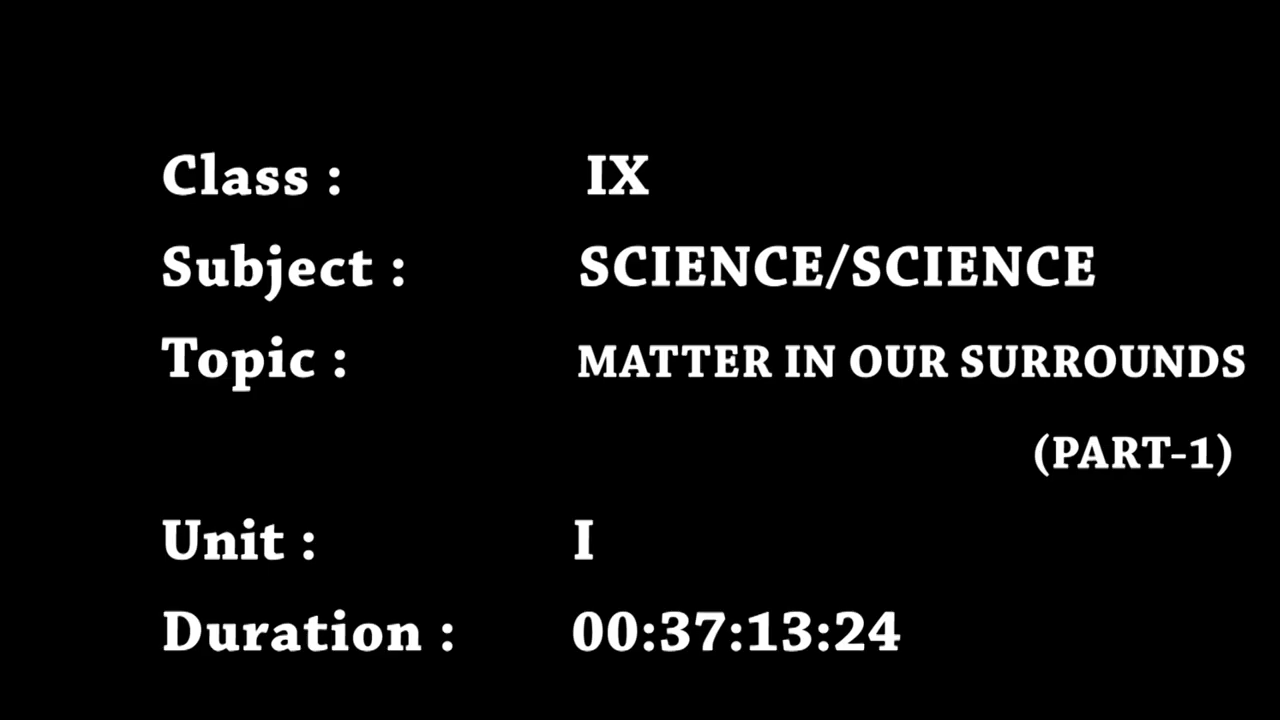 Class : IX
Subject : SCIENCE/SCIENCE
Topic : MATTER IN OUR SURROUNDS
(PART-1)
Unit : I
Duration : 00:37:13:24